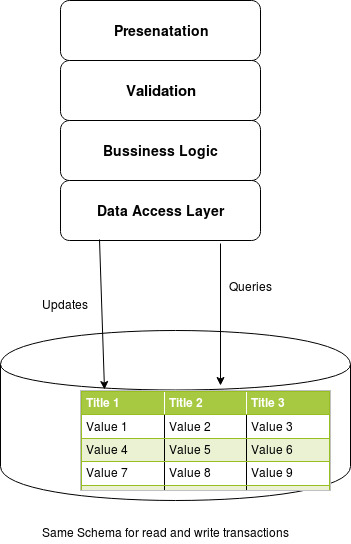 Presenatation
Validation
Bussiness Logic
Data Access Layer
Queries
Updates
Title 1 Title 2 Title 3
Value 1 Value 2 Value 3
Value 4 Value 5 Value 6
Value 7 Value 8 Value 9
Same Schema for read and write transactions